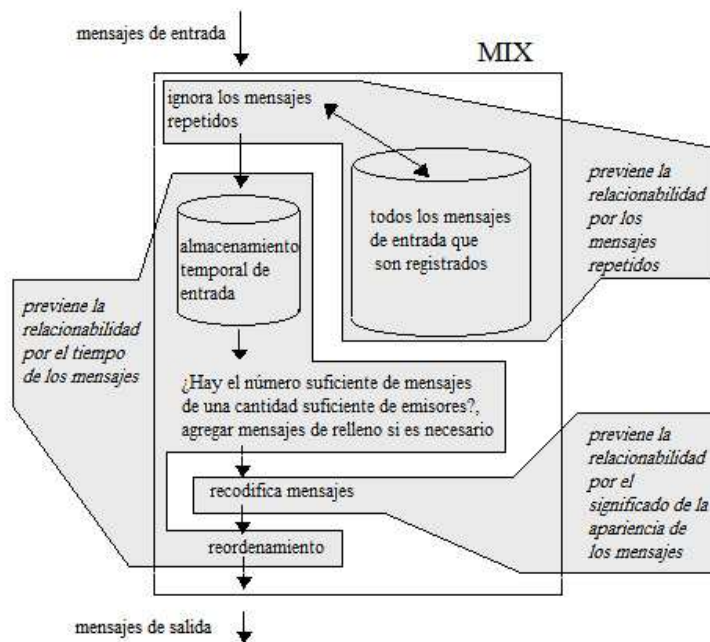 mensajes de entrada
MIX
ignora los mensajes
repetidos
todos los mensajes
de entrada que
son registrados
previene la
relacionabilidad
por los
mensajes
repetidos
almacenamiento
temporal de
entrada
previene la
relacionabilidad
por el tiempo
de los mensajes
¿Hay el número suficiente de mensajes
de una cantidad suficiente de emisores?,
agregar mensajes de relleno si es necesario
recodifica mensajes
previene la
relacionabilidad
por el
significado de la
apariencia de
los mensajes
reordenamiento
mensajes de salida